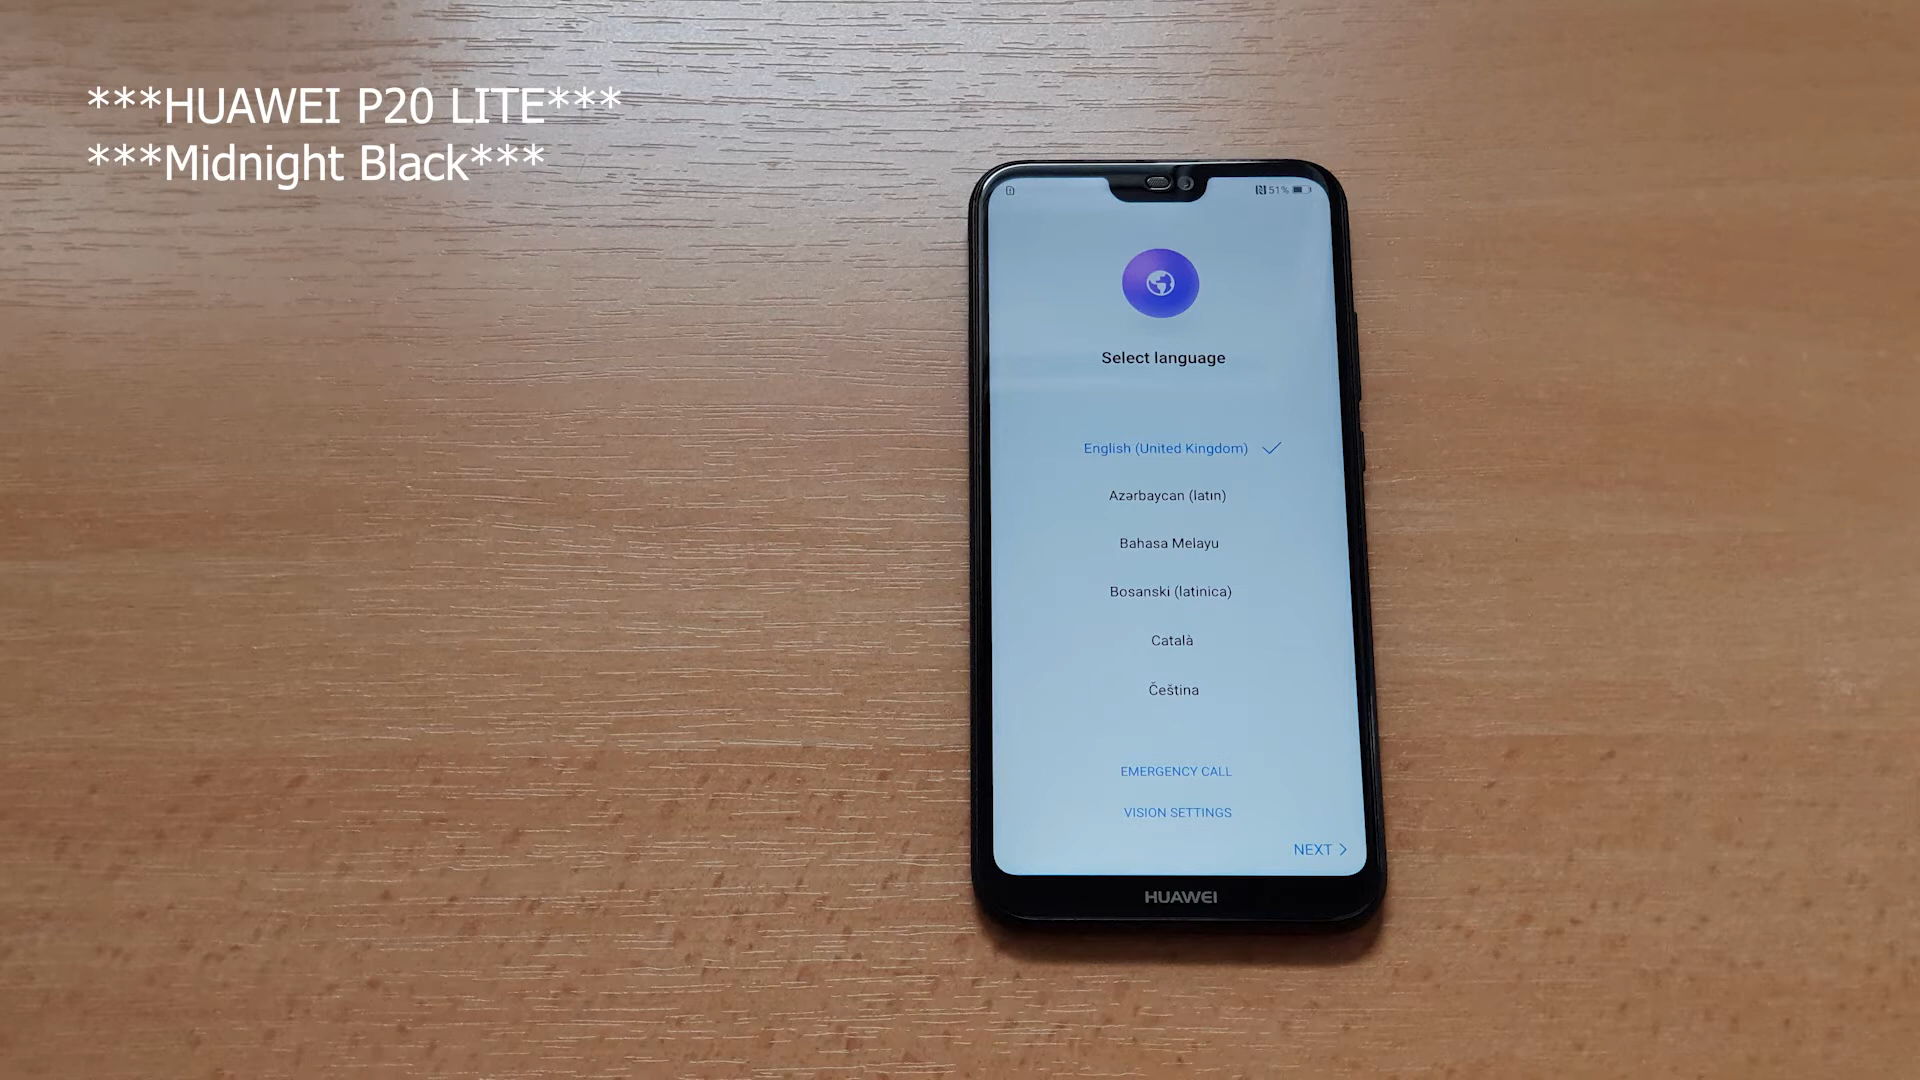 ***HUAWEI P20 LITE***
***Midnight Black***
51%
Select language
English (United Kingdom)
Azərbaycan (latın)
Bahasa Melayu
Bosanski (latinica)
Català
Čeština
EMERGENCY CALL
VISION SETTINGS
NEXT
HUAWEI